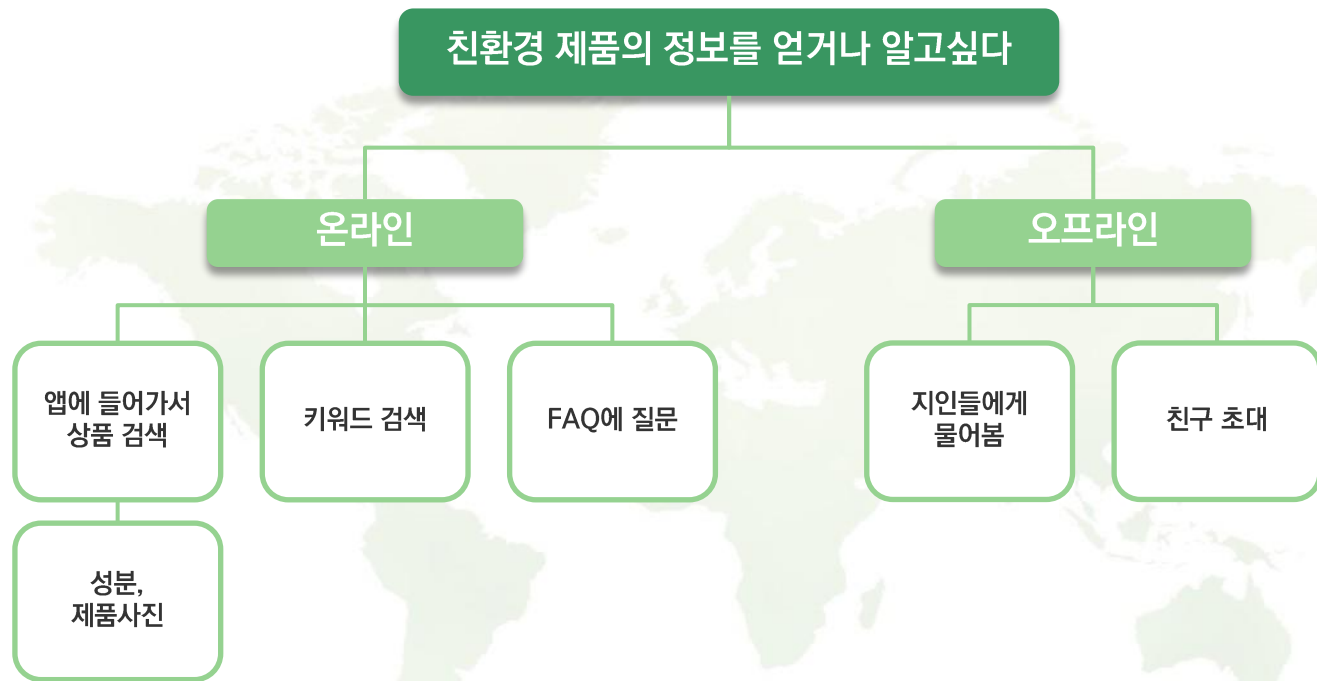 친환경 제품의 정보를 얻거나 알고싶다
온라인
오프라인
앱에 들어가서
상품 검색
키워드 검색
FAQ에 질문
지인들에게
물어봄
친구 초대
성분,
제품사진